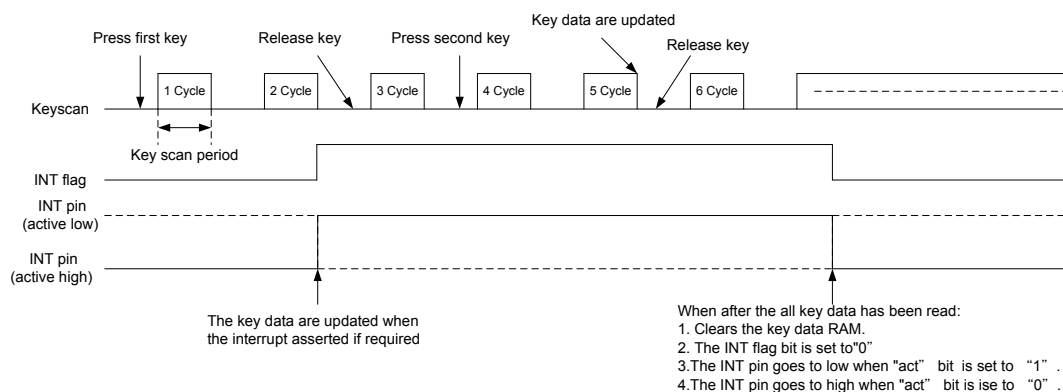 Key data are updated
Press first key
Release key
Press second key
Release key
1 Cycle
2 Cycle
3 Cycle
4 Cycle
5 Cycle
6 Cycle
Keyscan
Key scan period
INT flag
INT pin
(active low)
INT pin
(active high)
The key data are updated when
the interrupt asserted if required
When after the all key data has been read:
1. Clears the key data RAM.
2. The INT flag bit is set to"0”
3.The INT pin goes to low when "act” bit is set to “1” .
4.The INT pin goes to high when "act” bit is ise to “0” .